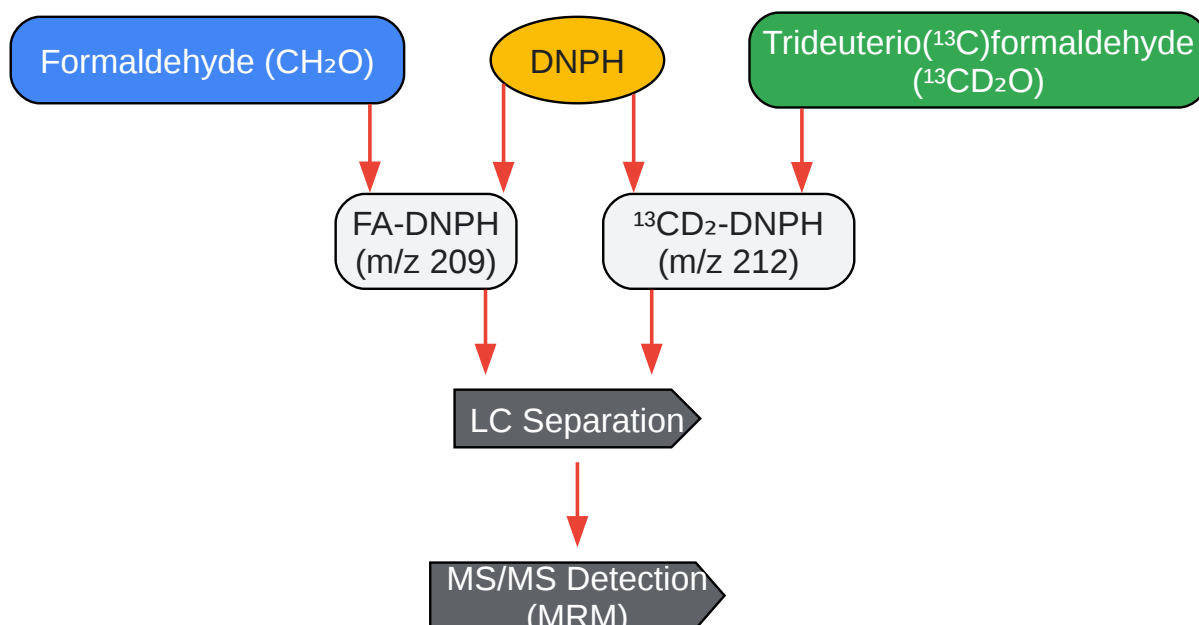 Formaldehyde (CH₂O)
DNPH
Trideuterio(¹³C)formaldehyde
(¹³CD₂O)
FA-DNPH
(m/z 209)
¹³CD₂-DNPH
(m/z 212)
LC Separation
MS/MS Detection
(MRM)